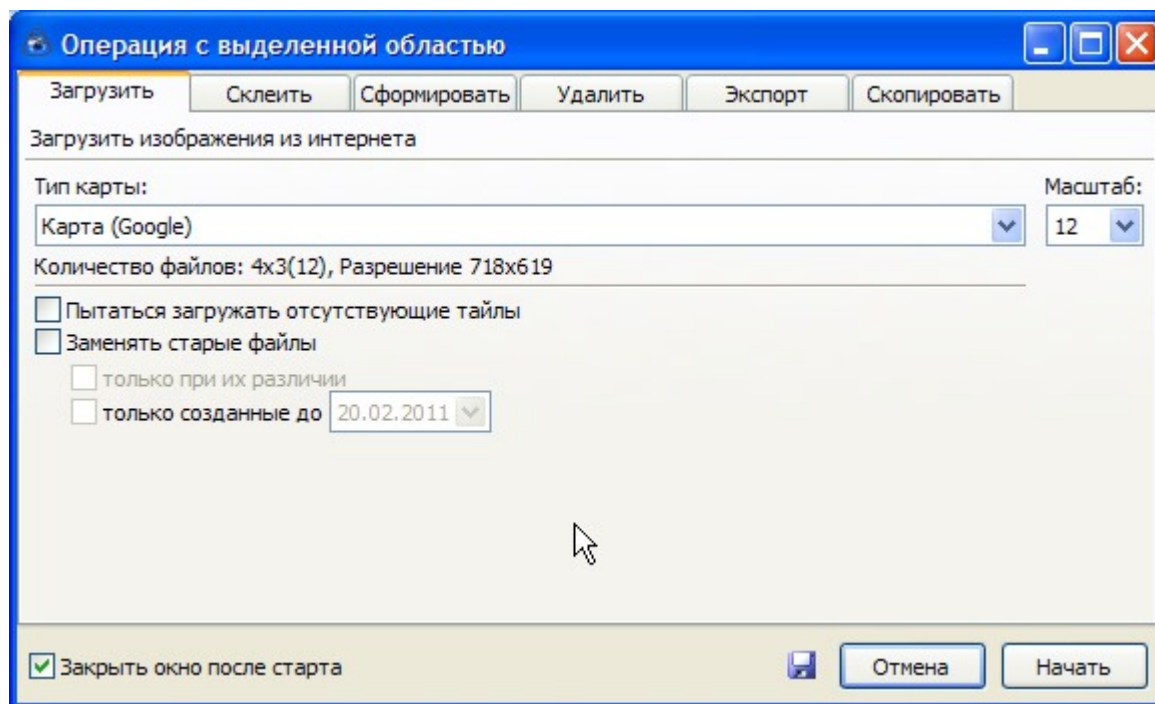 Операция с выделенной областью
Загрузить Склеить Сформировать Удалить Экспорт Скопировать
Загрузить изображения из интернета
Тип карты: Масштаб:
Карта (Google) 12
Количество файлов: 4x3(12), Разрешение 718x619
Пытаться загружать отсутствующие тайлы
Заменять старые файлы
только при их различии
только созданные до 20.02.2011
Закрыть окно после старта Отмена Начать